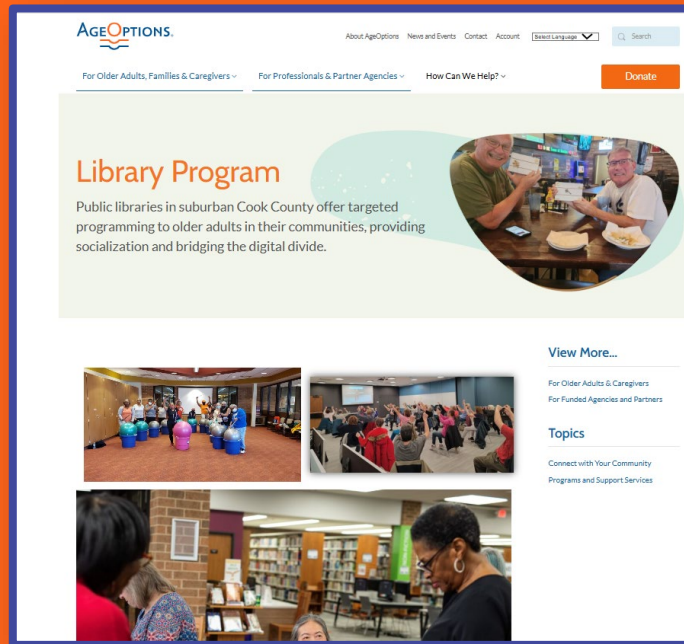 AGEOPTIONS.
About AgeOptions News and Events Contact Account Select Language Search
For Older Adults, Families & Caregivers For Professionals & Partner Agencies How Can We Help? Donate
Library Program
Public libraries in suburban Cook County offer targeted
programming to older adults in their communities, providing
socialization and bridging the digital divide.
View More...
For Older Adults & Caregivers
For Funded Agencies and Partners
Topics
Connect with Your Community
Programs and Support Services